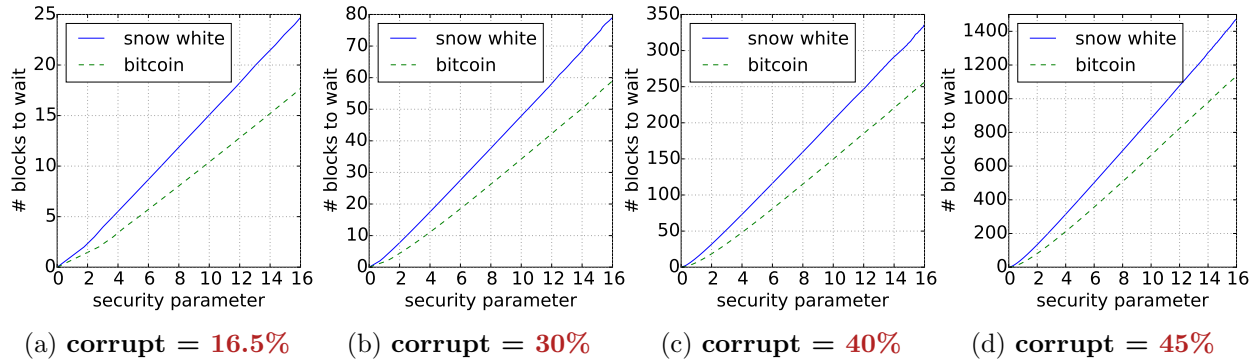 25
20
15
10
5
0
# blocks to wait
snow white
bitcoin
0 2 4 6 8 10 12 14 16
security parameter
(a) corrupt = 16.5%
80
70
60
50
40
30
20
10
0
# blocks to wait
snow white
bitcoin
0 2 4 6 8 10 12 14 16
security parameter
(b) corrupt = 30%
350
300
250
200
150
100
50
0
# blocks to wait
snow white
bitcoin
0 2 4 6 8 10 12 14 16
security parameter
(c) corrupt = 40%
1400
1200
1000
800
600
400
200
0
# blocks to wait
snow white
bitcoin
0 2 4 6 8 10 12 14 16
security parameter
(d) corrupt = 45%